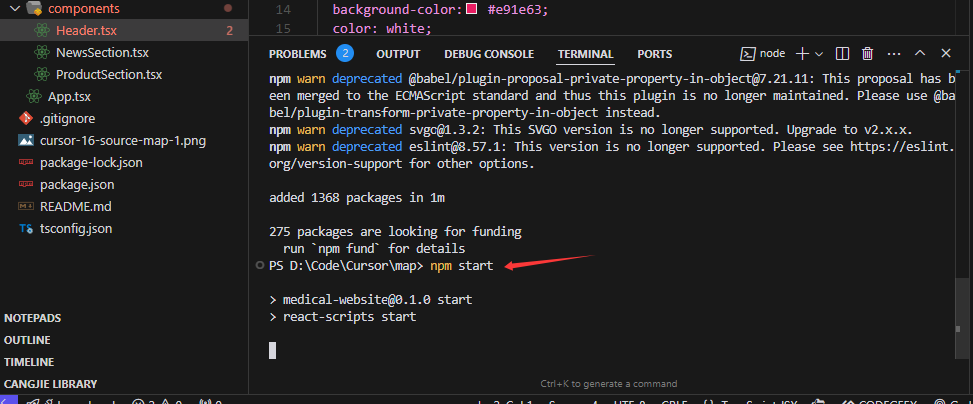 components
Header.tsx 2
NewsSection.tsx
ProductSection.tsx
App.tsx
.gitignore
cursor-16-source-map-1.png
package-lock.json
package.json
README.md
TS tsconfig.json
NOTEPADS
OUTLINE
TIMELINE
CANGJIE LIBRARY
14 background-color: #e91e63;
15 color: white;
PROBLEMS 2 OUTPUT DEBUG CONSOLE TERMINAL PORTS node
npm warn deprecated @babel/plugin-proposal-private-property-in-object@7.21.11: This proposal has b
een merged to the ECMAScript standard and thus this plugin is no longer maintained. Please use @ba
bel/plugin-transform-private-property-in-object instead.
npm warn deprecated svgo@1.3.2: This SVGO version is no longer supported. Upgrade to v2.x.x.
npm warn deprecated eslint@8.57.1: This version is no longer supported. Please see https://eslint.
org/version-support for other options.
added 1368 packages in 1m
275 packages are looking for funding
run `npm fund` for details
PS D:\Code\Cursor\map> npm start
> medical-website@0.1.0 start
> react-scripts start
Ctrl+K to generate a command